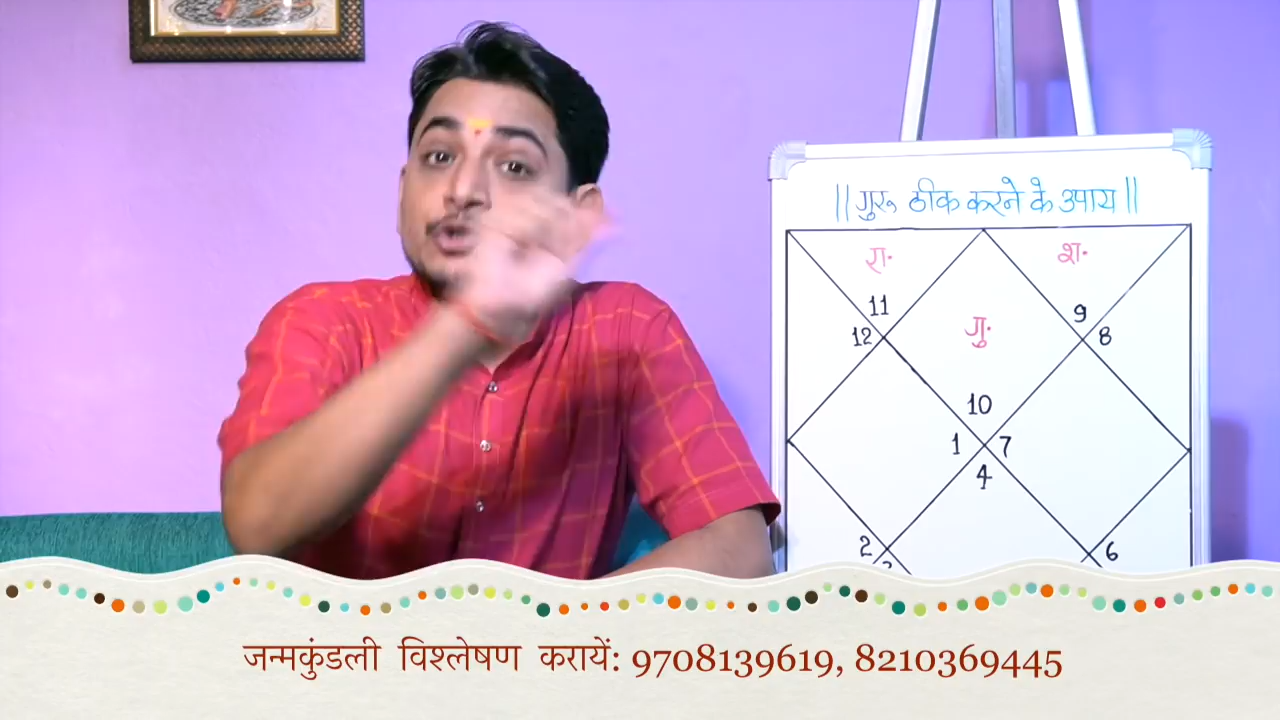 || गुरू ठीक करने के उपाय ||
रा. श.
11 9
12 गु. 8
10
1 7
4
2 6
जन्मकुंडली विश्लेषण करायें: 9708139619, 8210369445